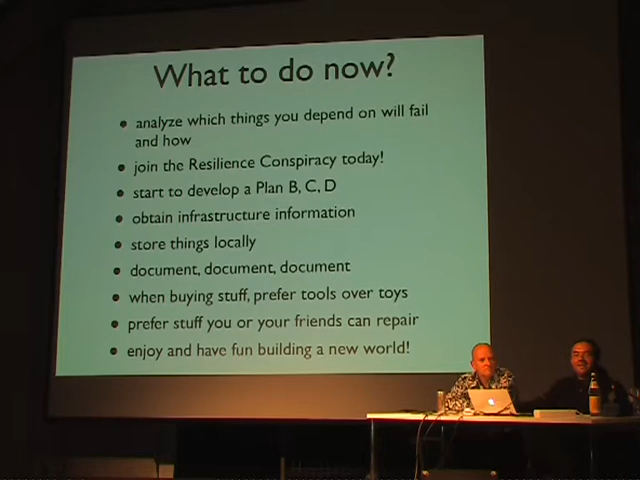 What to do now?
• analyze which things you depend on will fail
and how
• join the Resilience Conspiracy today!
• start to develop a Plan B, C, D
• obtain infrastructure information
• store things locally
• document, document, document
• when buying stuff, prefer tools over toys
• prefer stuff you or your friends can repair
• enjoy and have fun building a new world!